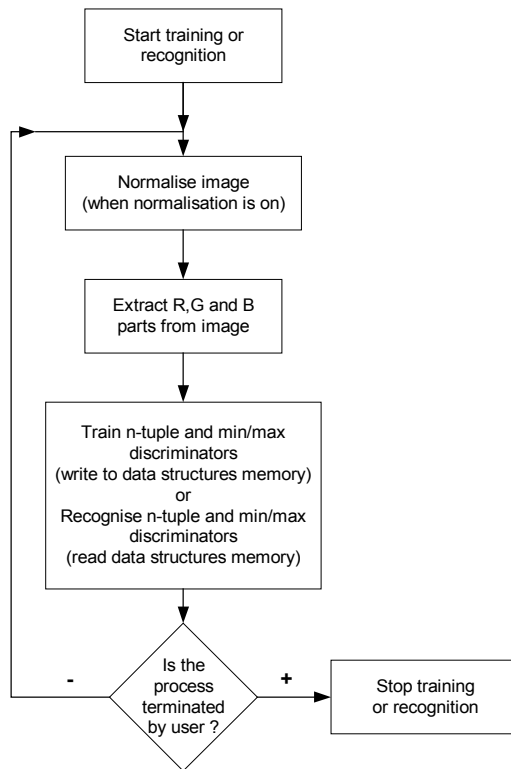 Start training or
recognition
Normalise image
(when normalisation is on)
Extract R,G and B
parts from image
Train n-tuple and min/max
discriminators
(write to data structures memory)
or
Recognise n-tuple and min/max
discriminators
(read data structures memory)
Is the
process
terminated
by user ?
-
+
Stop training
or recognition